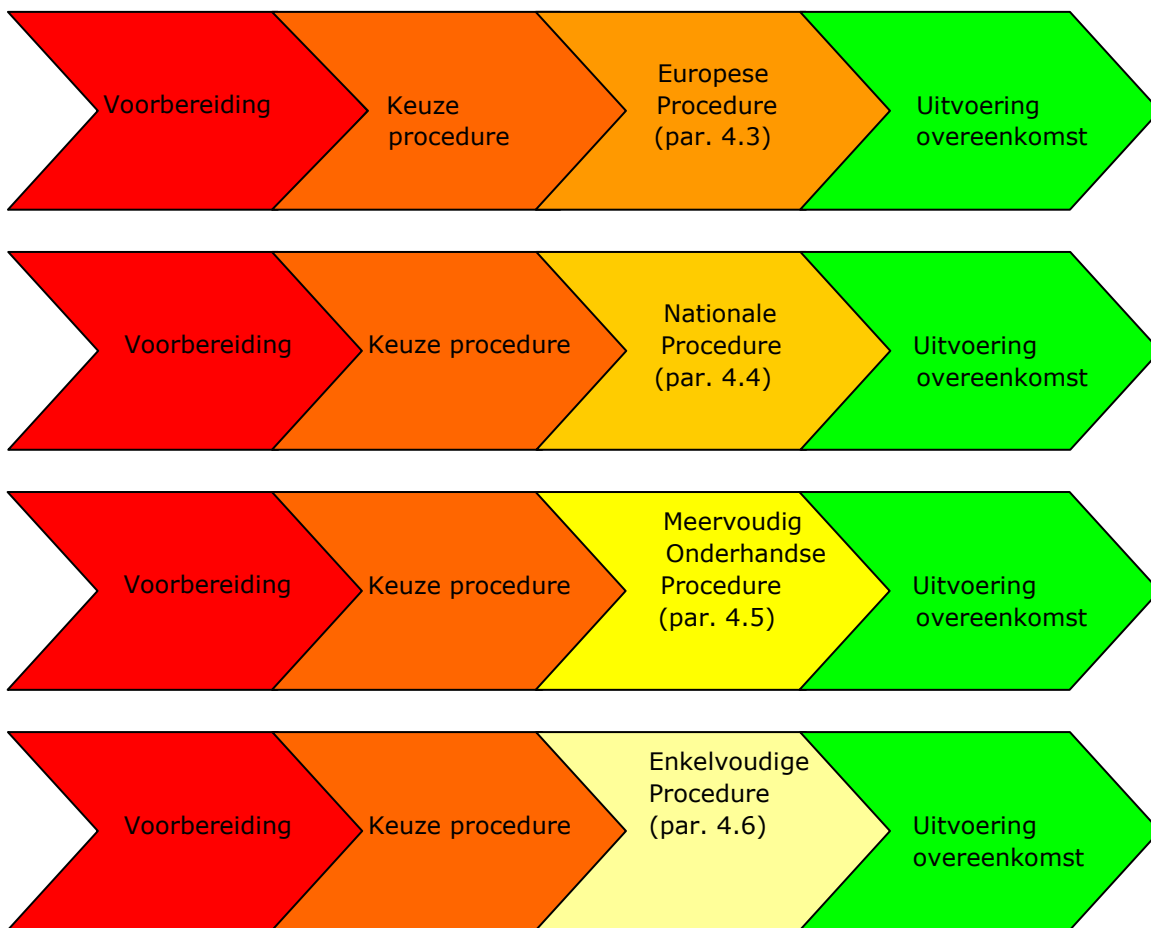 Voorbereiding
Keuze
procedure
Europese
Procedure
(par. 4.3)
Uitvoering
overeenkomst
Voorbereiding
Keuze procedure
Nationale
Procedure
(par. 4.4)
Uitvoering
overeenkomst
Voorbereiding
Keuze procedure
Meervoudig
Onderhandse
Procedure
(par. 4.5)
Uitvoering
overeenkomst
Voorbereiding
Keuze procedure
Enkelvoudige
Procedure
(par. 4.6)
Uitvoering
overeenkomst